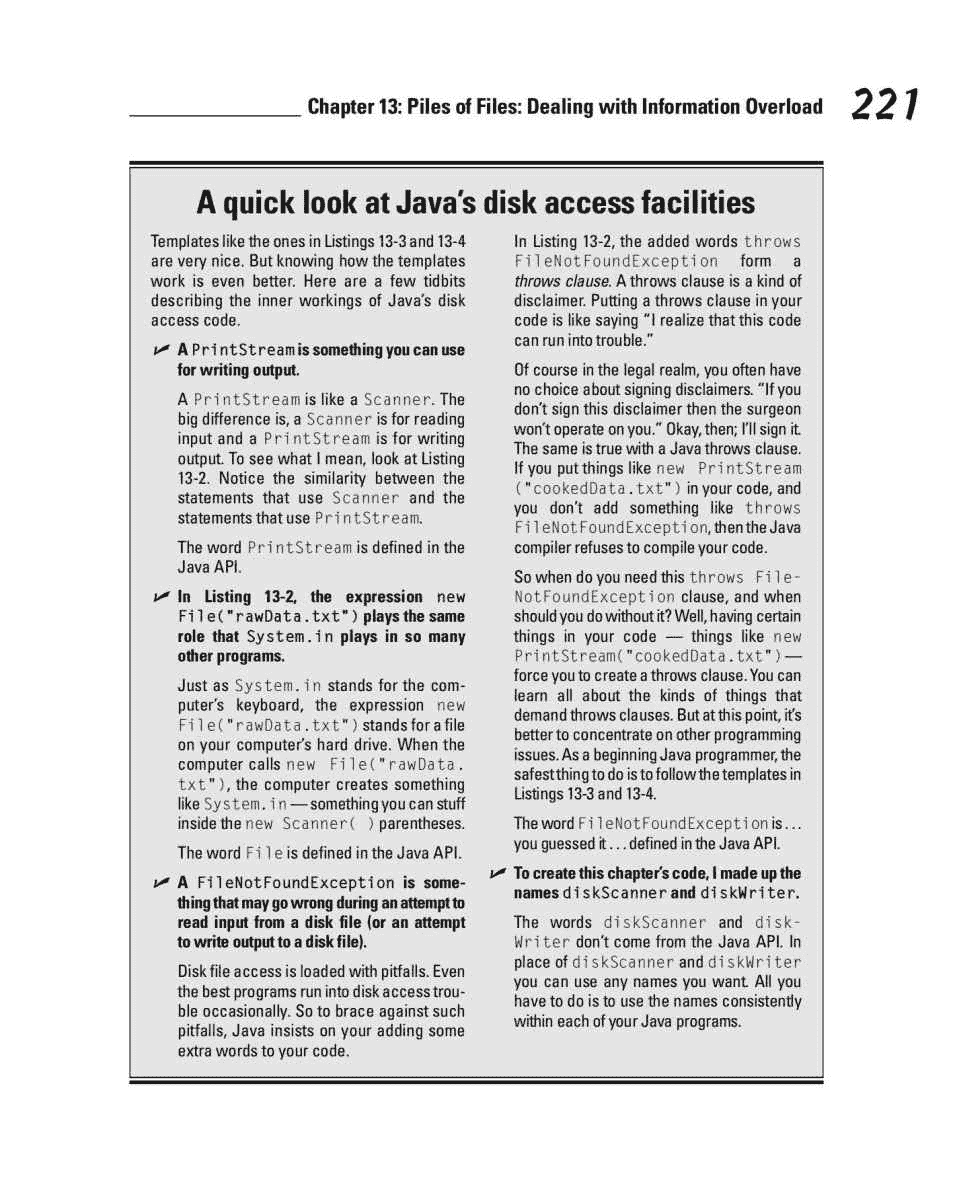 Chapter 13: Piles of Files: Dealing with Information Overload 221
A quick look at Java's disk access facilities
Templates like the ones in Listings 13-3 and 13-4
are very nice. But knowing how the templates
work is even better. Here are a few tidbits
describing the inner workings of Java's disk
access code.
✓ A PrintStream is something you can use
for writing output.
A PrintStream is like a Scanner. The
big difference is, a Scanner is for reading
input and a PrintStream is for writing
output. To see what I mean, look at Listing
13-2. Notice the similarity between the
statements that use Scanner and the
statements that use PrintStream.
The word PrintStream is defined in the
Java API.
✓ In Listing 13-2, the expression new
File("rawData.txt") plays the same
role that System.in plays in so many
other programs.
Just as System.in stands for the com-
puter's keyboard, the expression new
File("rawData.txt") stands for a file
on your computer's hard drive. When the
computer calls new File("rawData.
txt"), the computer creates something
like System.in — something you can stuff
inside the new Scanner( ) parentheses.
The word File is defined in the Java API.
✓ A FileNotFoundException is some-
thing that may go wrong during an attempt to
read input from a disk file (or an attempt
to write output to a disk file).
Disk file access is loaded with pitfalls. Even
the best programs run into disk access trou-
ble occasionally. So to brace against such
pitfalls, Java insists on your adding some
extra words to your code.
In Listing 13-2, the added words throws
FileNotFoundException form a
throws clause. A throws clause is a kind of
disclaimer. Putting a throws clause in your
code is like saying "I realize that this code
can run into trouble."
Of course in the legal realm, you often have
no choice about signing disclaimers. "If you
don't sign this disclaimer then the surgeon
won't operate on you." Okay, then; I'll sign it.
The same is true with a Java throws clause.
If you put things like new PrintStream
("cookedData.txt") in your code, and
you don't add something like throws
FileNotFoundException, then the Java
compiler refuses to compile your code.
So when do you need this throws File-
NotFoundException clause, and when
should you do without it? Well, having certain
things in your code — things like new
PrintStream("cookedData.txt") —
force you to create a throws clause. You can
learn all about the kinds of things that
demand throws clauses. But at this point, it's
better to concentrate on other programming
issues. As a beginning Java programmer, the
safest thing to do is to follow the templates in
Listings 13-3 and 13-4.
The word FileNotFoundException is . . .
you guessed it . . . defined in the Java API.
✓ To create this chapter's code, I made up the
names diskScanner and diskWriter.
The words diskScanner and disk-
Writer don't come from the Java API. In
place of diskScanner and diskWriter
you can use any names you want. All you
have to do is to use the names consistently
within each of your Java programs.